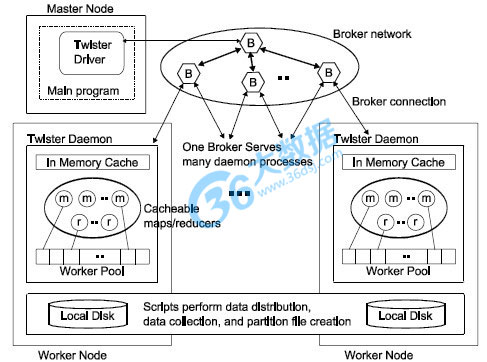 Master Node
Twister
Driver
Main program
B
B
B
B
Broker network
Broker connection
Twister Daemon
In Memory Cache
m
m
m
r
r
Worker Pool
Cacheable
maps/reducers
One Broker Serves
many daemon processes
36大数据
www.36dsj.com
Twister Daemon
In Memory Cache
m
m
m
r
r
Worker Pool
Local Disk
Scripts perform data distribution,
data collection, and partition file creation
Local Disk
Worker Node
Worker Node